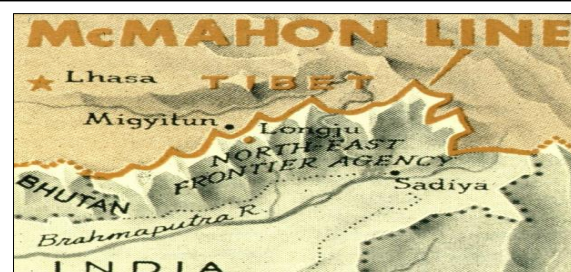 McMAHON LINE
Lhasa
TIBET
Migyitun
Longju
NORTH-EAST
FRONTIER AGENCY
BHUTAN
Sadiya
Brahmaputra R.
INDIA